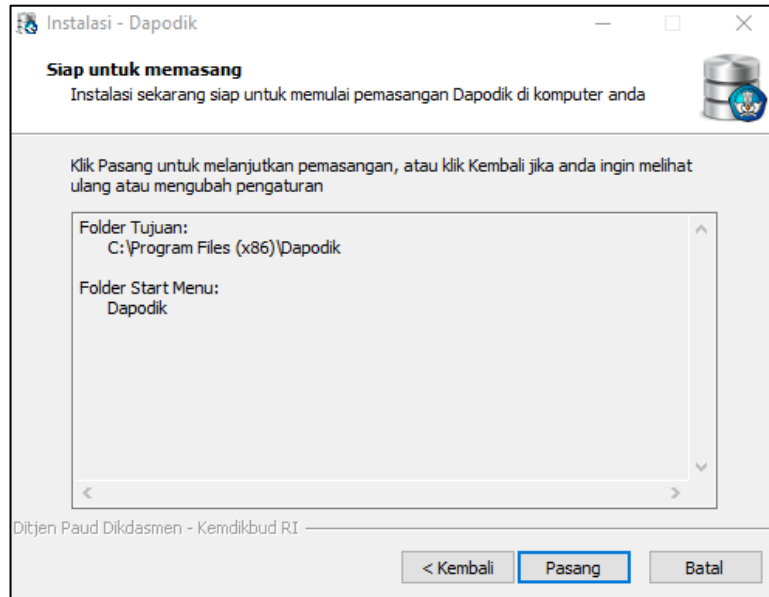 Instalasi - Dapodik
Siap untuk memasang
Instalasi sekarang siap untuk memulai pemasangan Dapodik di komputer anda
Klik Pasang untuk melanjutkan pemasangan, atau klik Kembali jika anda ingin melihat
ulang atau mengubah pengaturan
Folder Tujuan:
C:\Program Files (x86)\Dapodik
Folder Start Menu:
Dapodik
Ditjen Paud Dikdasmen - Kemdikbud RI
< Kembali
Pasang
Batal